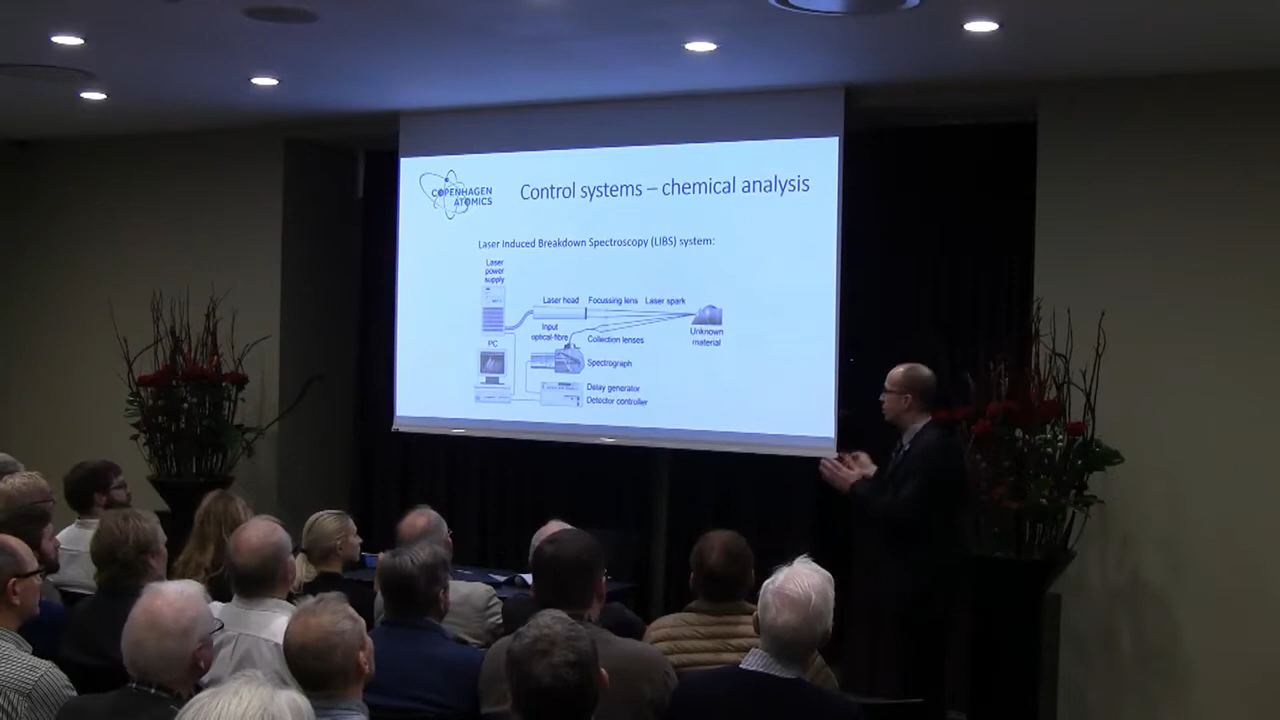 COPENHAGEN
ATOMICS
Control systems – chemical analysis
Laser Induced Breakdown Spectroscopy (LIBS) system:
Laser
power
supply
Laser head
Focussing lens
Laser spark
Input
optical-fibre
Collection lenses
Unknown
material
PC
Spectrograph
Delay generator
Detector controller